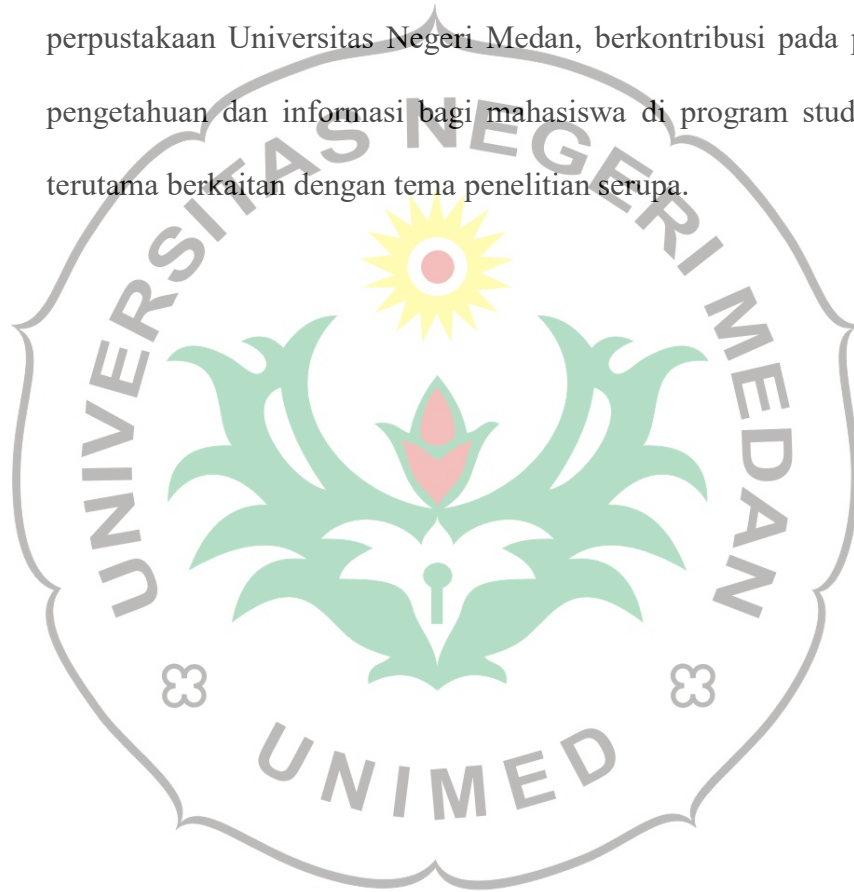 perpustakaan Universitas Negeri Medan, berkontribusi pada
pengetahuan dan informasi bagi mahasiswa di program stud
terutama berkaitan dengan tema penelitian serupa.
UNIVERSITAS NEGERI MEDAN
UNIMED